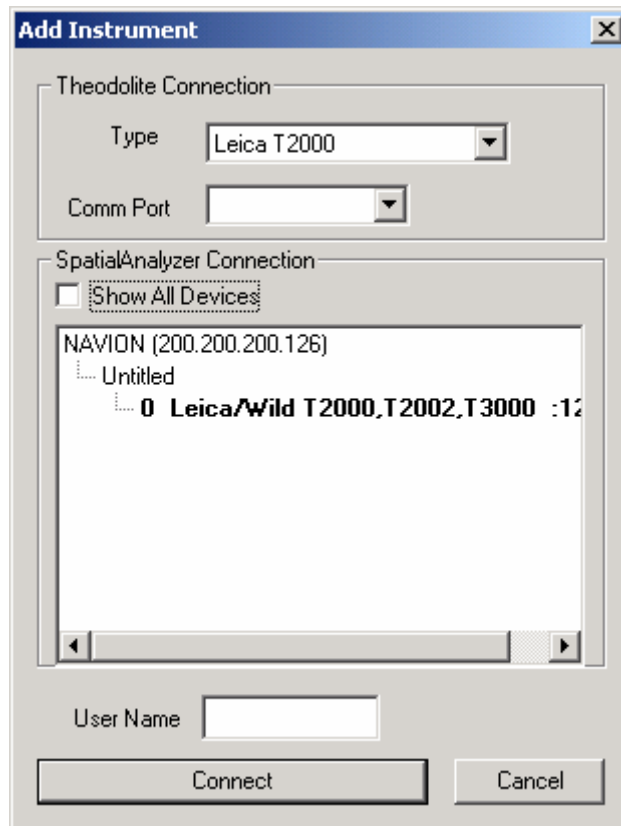 Add Instrument
Theodolite Connection
Type Leica T2000
Comm Port
SpatialAnalyzer Connection
Show All Devices
NAVION (200.200.200.126)
Untitled
0 Leica/Wild T2000,T2002,T3000 :12
User Name
Connect Cancel